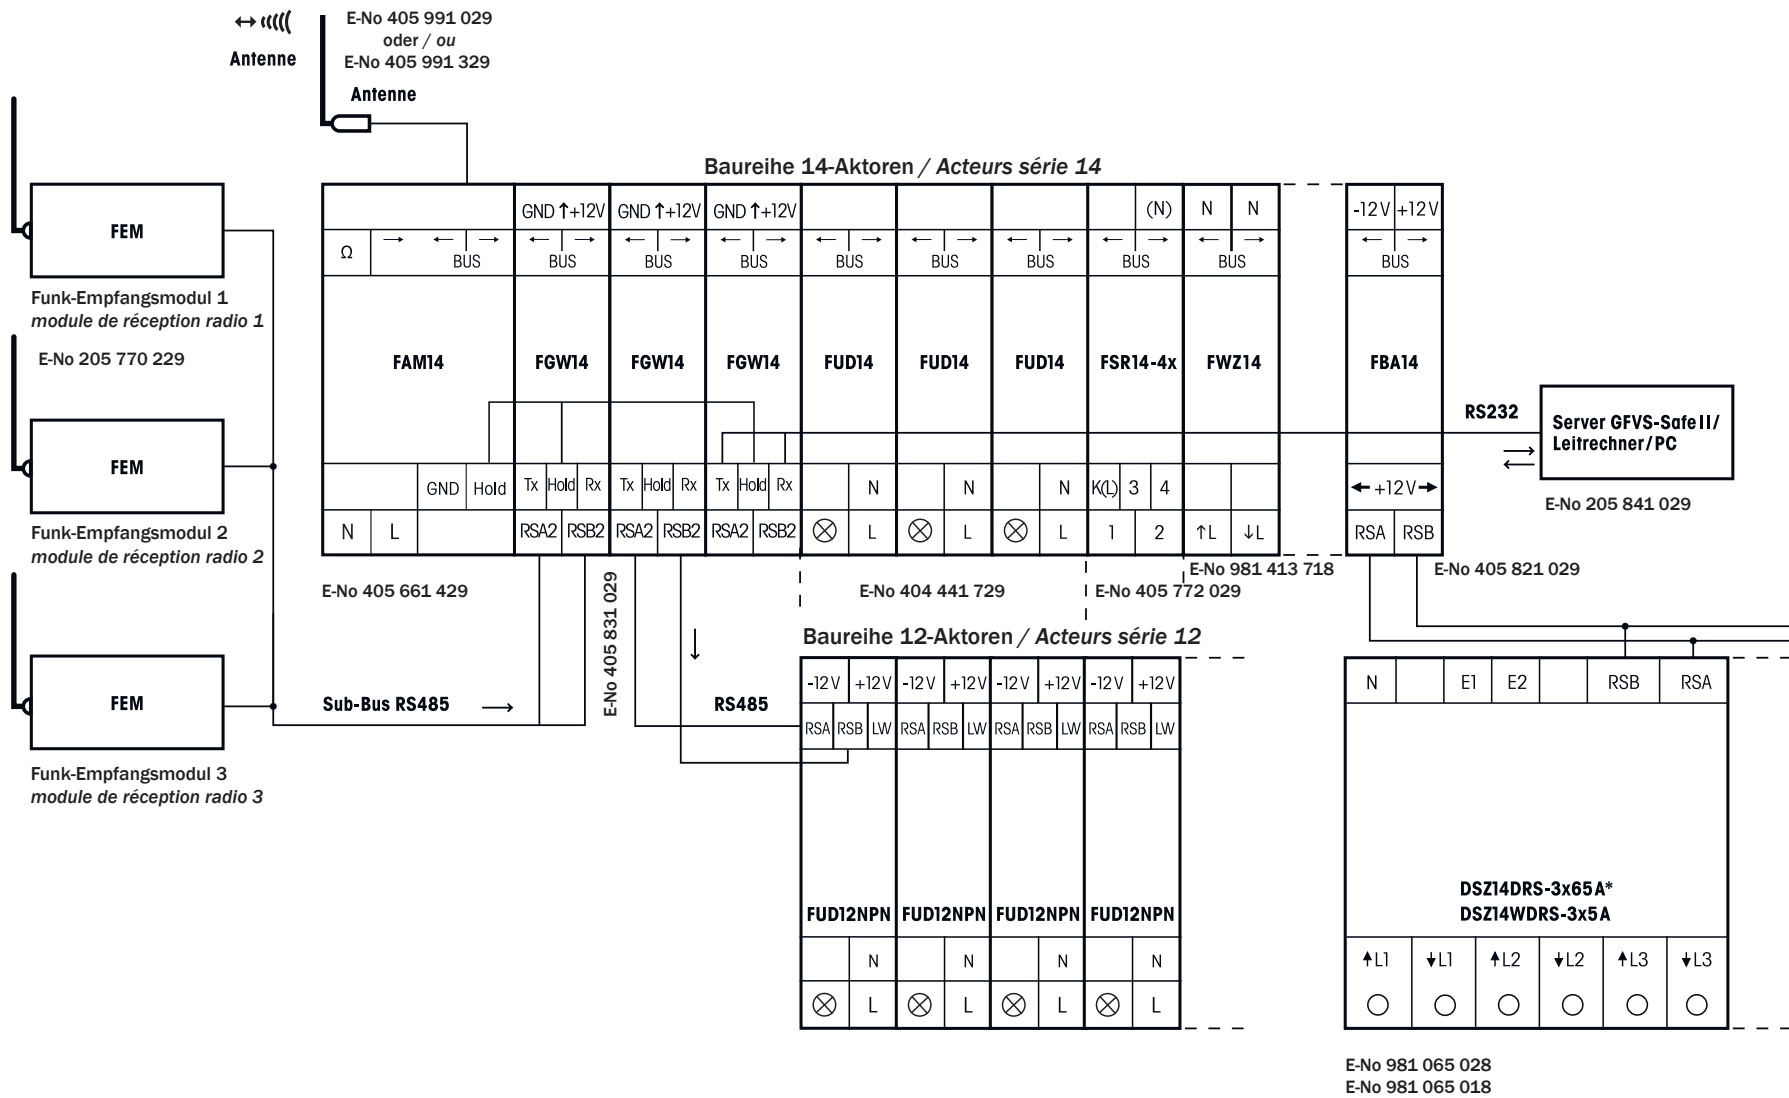 E-No 405 991 029
oder / ou
E-No 405 991 329
Antenne
Antenne
Baureihe 14-Aktoren / Acteurs série 14
FEM
Funk-Empfangsmodul 1
module de réception radio 1
E-No 205 770 229
FEM
Funk-Empfangsmodul 2
module de réception radio 2
FEM
Funk-Empfangsmodul 3
module de réception radio 3
GND ↑+12V GND ↑+12V GND ↑+12V (N) N N -12V +12V
Ω → ← → ← → ← → ← → ← → ← → ← → ← → ← → ← →
BUS BUS BUS BUS BUS BUS BUS BUS BUS BUS
FAM14 FGW14 FGW14 FGW14 FUD14 FUD14 FUD14 FSR14-4x FWZ14 FBA14
RS232
Server GFVS-Safe II/
Leitrechner/PC
E-No 205 841 029
GND Hold Tx Hold Rx Tx Hold Rx Tx Hold Rx N N N K(L) 3 4 ← +12V →
N L RSA2 RSB2 RSA2 RSB2 RSA2 RSB2 L L L 1 2 ↑L ↓L RSA RSB
E-No 405 661 429
E-No 405 831 029
E-No 404 441 729
E-No 405 772 029
E-No 981 413 718
E-No 405 821 029
Sub-Bus RS485 →
RS485
Baureihe 12-Aktoren / Acteurs série 12
-12V +12V -12V +12V -12V +12V -12V +12V
RSA RSB LW RSA RSB LW RSA RSB LW RSA RSB LW
FUD12NPN FUD12NPN FUD12NPN FUD12NPN
N N N N
L L L L
N E1 E2 RSB RSA
DSZ14DRS-3x65A*
DSZ14WDRS-3x5A
↑L1 ↓L1 ↑L2 ↓L2 ↑L3 ↓L3
E-No 981 065 028
E-No 981 065 018